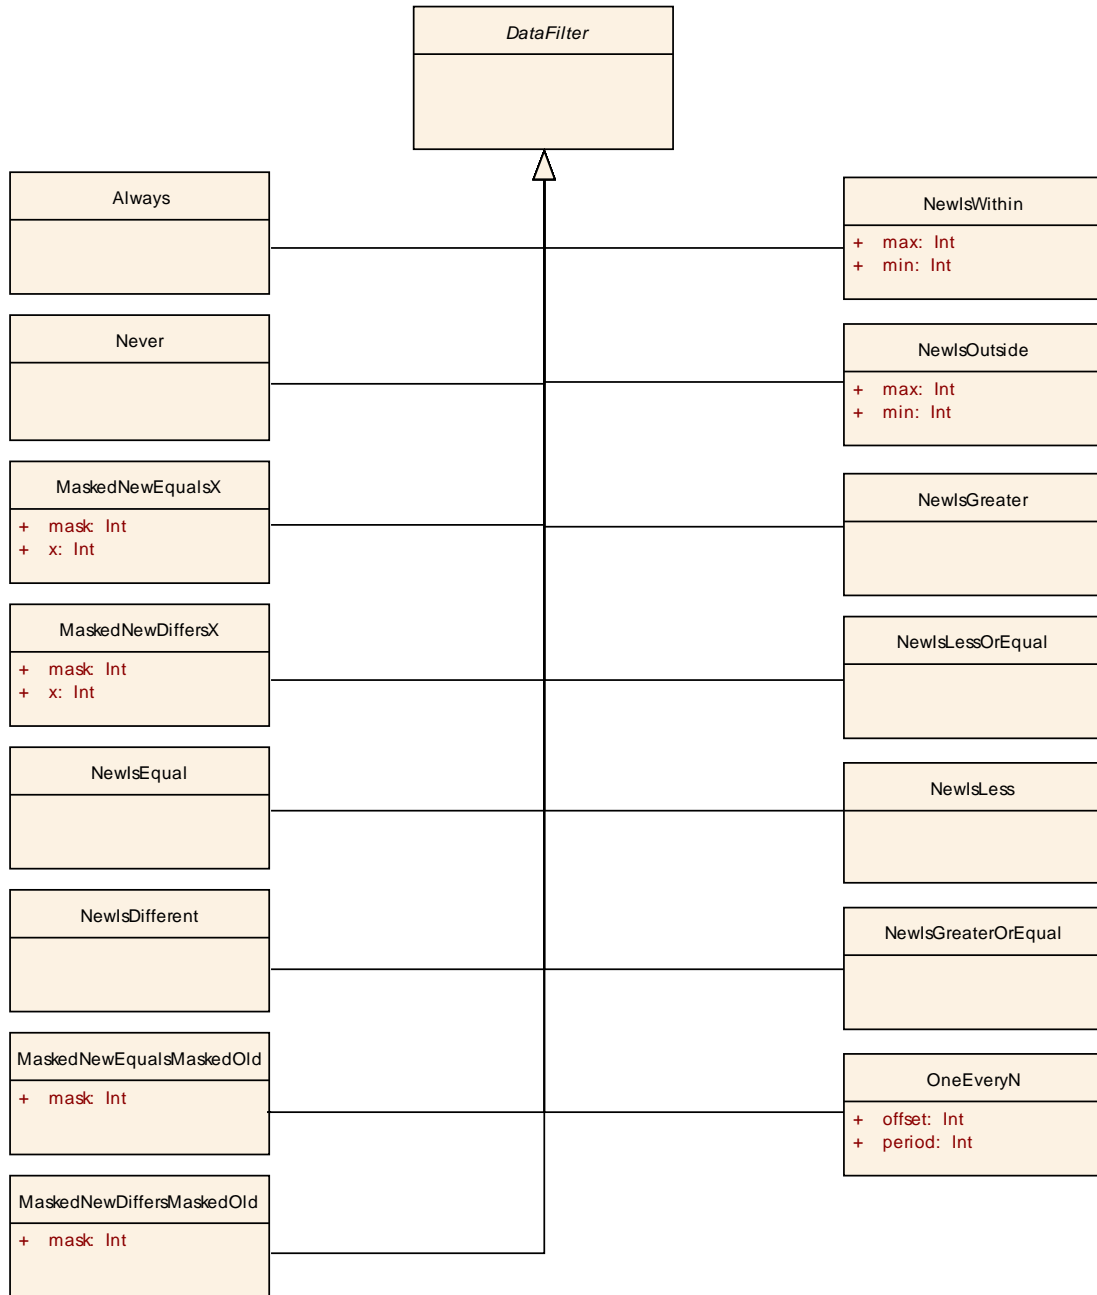 DataFilter
Always
Never
MaskedNewEqualsX
+ mask: Int
+ x: Int
MaskedNewDiffersX
+ mask: Int
+ x: Int
NewIsEqual
NewIsDifferent
MaskedNewEqualsMaskedOld
+ mask: Int
MaskedNewDiffersMaskedOld
+ mask: Int
NewIsWithin
+ max: Int
+ min: Int
NewIsOutside
+ max: Int
+ min: Int
NewIsGreater
NewIsLessOrEqual
NewIsLess
NewIsGreaterOrEqual
OneEveryN
+ offset: Int
+ period: Int